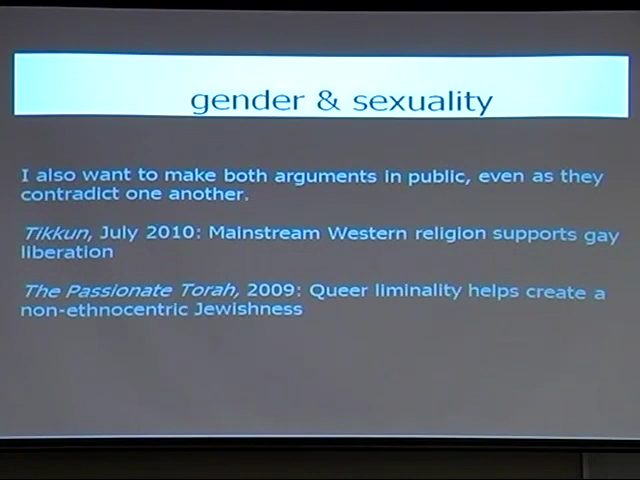 gender & sexuality
I also want to make both arguments in public, even as they
contradict one another.
Tikkun, July 2010: Mainstream Western religion supports gay
liberation
The Passionate Torah, 2009: Queer liminality helps create a
non-ethnocentric Jewishness